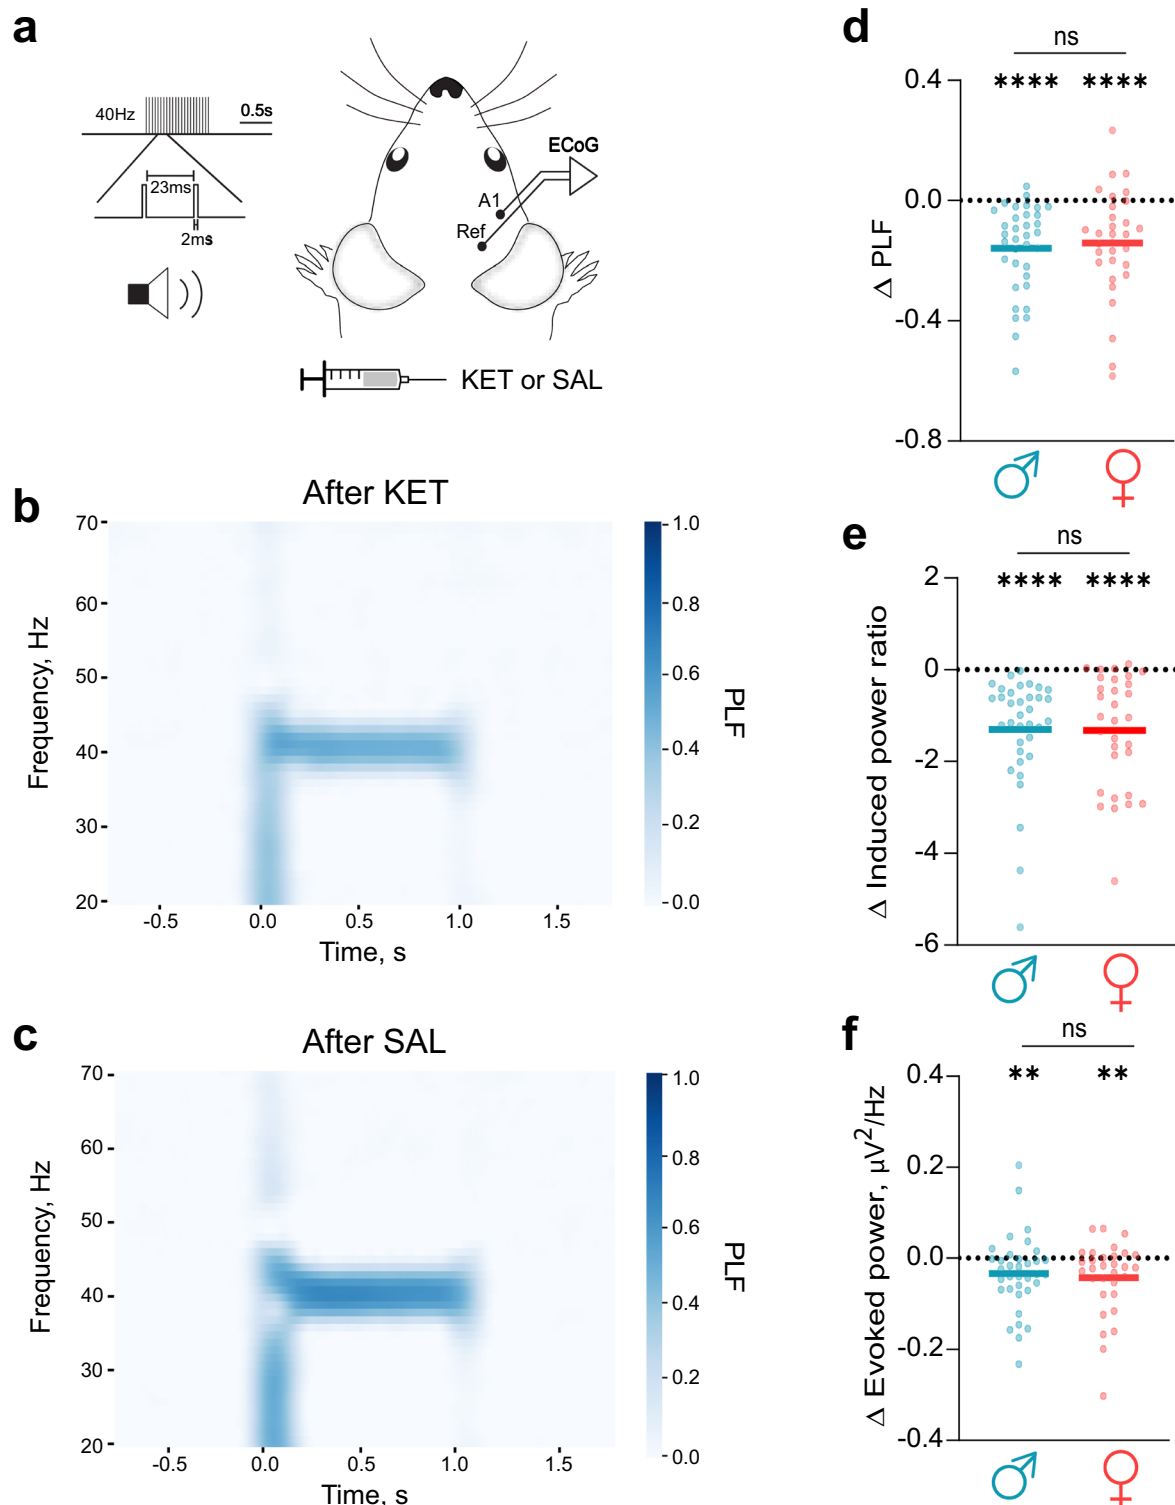 a
40Hz
0.5s
23ms
2ms
ECoG
A1
Ref
KET or SAL
b
After KET
Frequency, Hz
70
60
50
40
30
20
-0.5
0.0
0.5
1.0
1.5
Time, s
1.0
0.8
0.6
0.4
0.2
0.0
PLF
c
After SAL
Frequency, Hz
70
60
50
40
30
20
-0.5
0.0
0.5
1.0
1.5
Time, s
1.0
0.8
0.6
0.4
0.2
0.0
PLF
d
ns
**** ****
Δ PLF
0.4
0.0
-0.4
-0.8
♂ ♀
e
ns
**** ****
Δ Induced power ratio
2
0
-2
-4
-6
♂ ♀
f
ns
** **
Δ Evoked power, µV²/Hz
0.4
0.2
0.0
-0.2
-0.4
♂ ♀